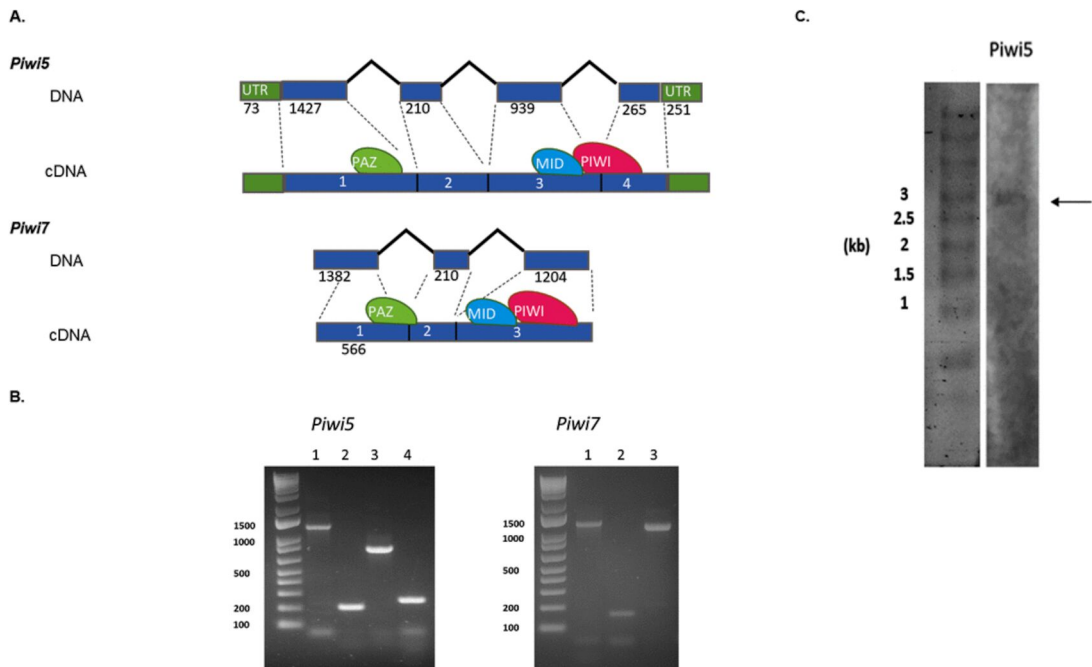 A.
Piwi5
DNA
UTR
UTR
73
1427
210
939
265
251
cDNA
PAZ
MID
PIWI
1
2
3
4
Piwi7
DNA
1382
210
1204
cDNA
PAZ
MID
PIWI
1
2
3
566
B.
Piwi5
1 2 3 4
1500
1000
500
200
100
Piwi7
1 2 3
1500
1000
500
200
100
C.
Piwi5
3
2.5
(kb) 2
1.5
1